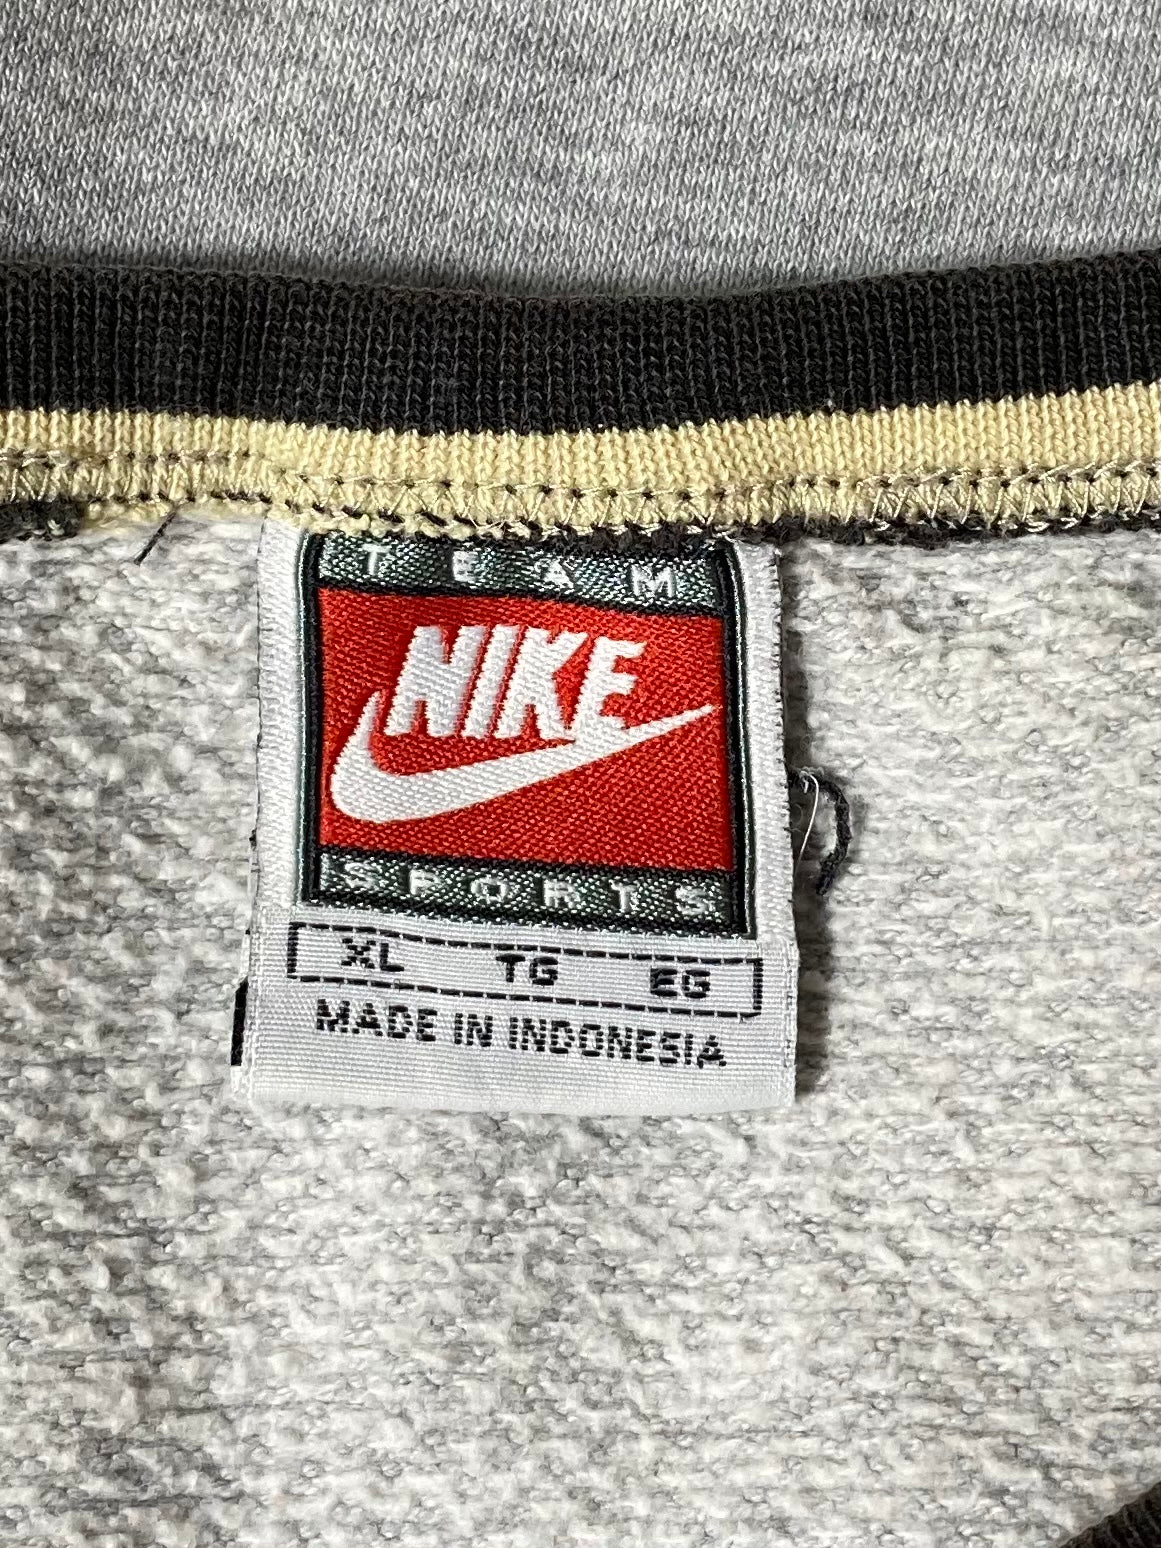 TEAM
NIKE
SPORTS
XL TG EG
MADE IN INDONESIA